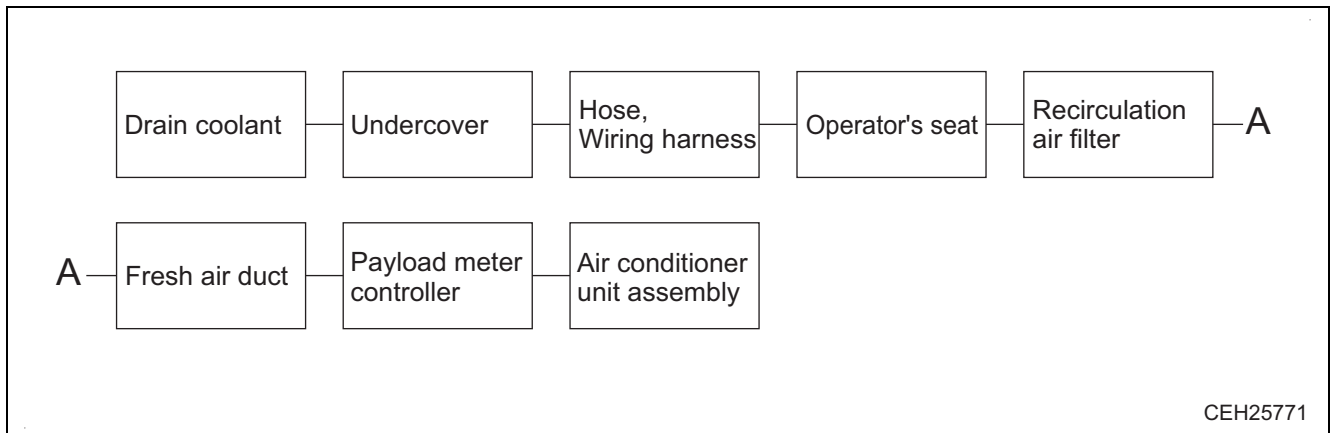 Drain coolant
Undercover
Hose,
Wiring harness
Operator's seat
Recirculation
air filter
A
A
Fresh air duct
Payload meter
controller
Air conditioner
unit assembly
CEH25771